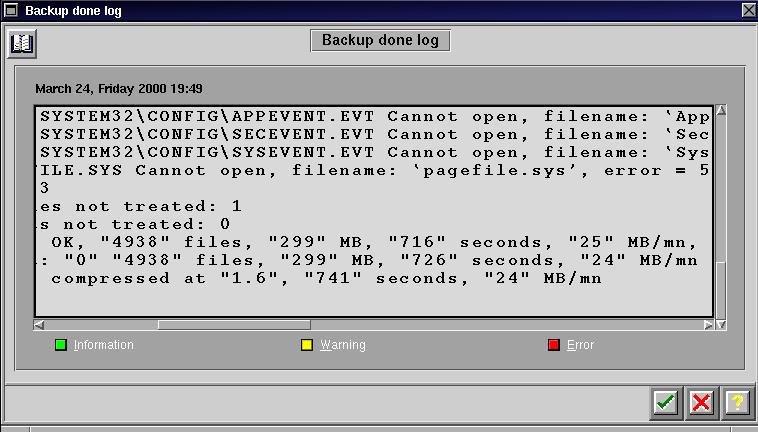 Backup done log
Backup done log
March 24, Friday 2000 19:49
SYSTEM32\CONFIG\APPEVENT.EVT Cannot open, filename: `App
SYSTEM32\CONFIG\SECEVENT.EVT Cannot open, filename: `Sec
SYSTEM32\CONFIG\SYSEVENT.EVT Cannot open, filename: `Sys
ILE.SYS Cannot open, filename: `pagefile.sys', error = 5
3
es not treated: 1
s not treated: 0
OK, "4938" files, "299" MB, "716" seconds, "25" MB/mn,
: "0" "4938" files, "299" MB, "726" seconds, "24" MB/mn
compressed at "1.6", "741" seconds, "24" MB/mn
Information Warning Error
?